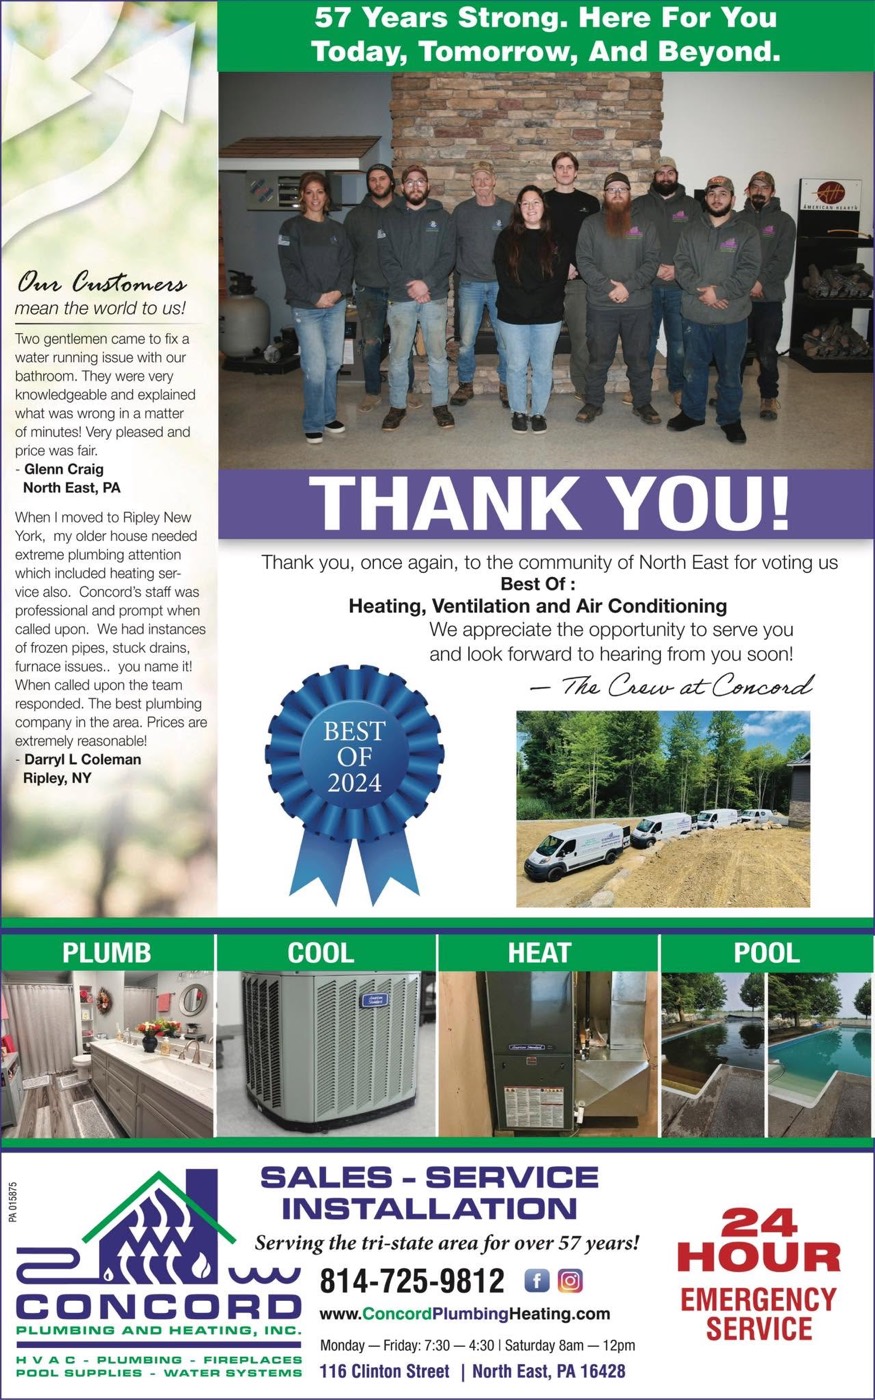 57 Years Strong. Here For You
Today, Tomorrow, And Beyond.
AMERICAN HEARTH
Our Customers
mean the world to us!
Two gentlemen came to fix a
water running issue with our
bathroom. They were very
knowledgeable and explained
what was wrong in a matter
of minutes! Very pleased and
price was fair.
- Glenn Craig
North East, PA
When I moved to Ripley New
York, my older house needed
extreme plumbing attention
which included heating ser-
vice also. Concord's staff was
professional and prompt when
called upon. We had instances
of frozen pipes, stuck drains,
furnace issues.. you name it!
When called upon the team
responded. The best plumbing
company in the area. Prices are
extremely reasonable!
- Darryl L Coleman
Ripley, NY
THANK YOU!
Thank you, once again, to the community of North East for voting us
Best Of :
Heating, Ventilation and Air Conditioning
We appreciate the opportunity to serve you
and look forward to hearing from you soon!
— The Crew at Concord
BEST
OF
2024
PLUMB
COOL
HEAT
POOL
PA 015875
CONCORD
PLUMBING AND HEATING, INC.
HVAC - PLUMBING - FIREPLACES
POOL SUPPLIES - WATER SYSTEMS
SALES - SERVICE
INSTALLATION
Serving the tri-state area for over 57 years!
814-725-9812
www.ConcordPlumbingHeating.com
Monday — Friday: 7:30 — 4:30 | Saturday 8am — 12pm
116 Clinton Street | North East, PA 16428
24
HOUR
EMERGENCY
SERVICE